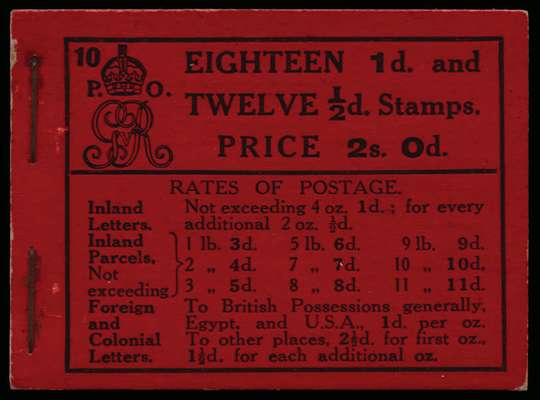 10
P. O.
GVR
EIGHTEEN 1d. and
TWELVE ½d. Stamps.
PRICE 2s. 0d.
RATES OF POSTAGE.
Inland Letters. Not exceeding 4 oz. 1d.; for every
additional 2 oz. ½d.
Inland Parcels, Not exceeding
1 lb. 3d. 5 lb. 6d. 9 lb. 9d.
2 „ 4d. 7 „ 7d. 10 „ 10d.
3 „ 5d. 8 „ 8d. 11 „ 11d.
Foreign and Colonial Letters. To British Possessions generally,
Egypt, and U.S.A., 1d. per oz.
To other places, 2½d. for first oz.,
1½d. for each additional oz.